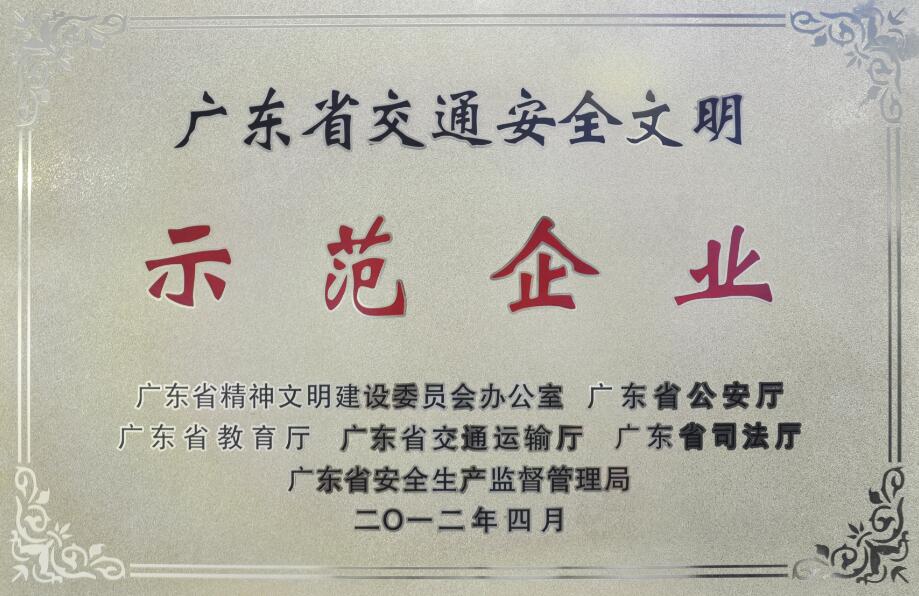 广东省交通安全文明
示范企业
广东省精神文明建设委员会办公室 广东省公安厅
广东省教育厅 广东省交通运输厅 广东省司法厅
广东省安全生产监督管理局
二〇一二年四月